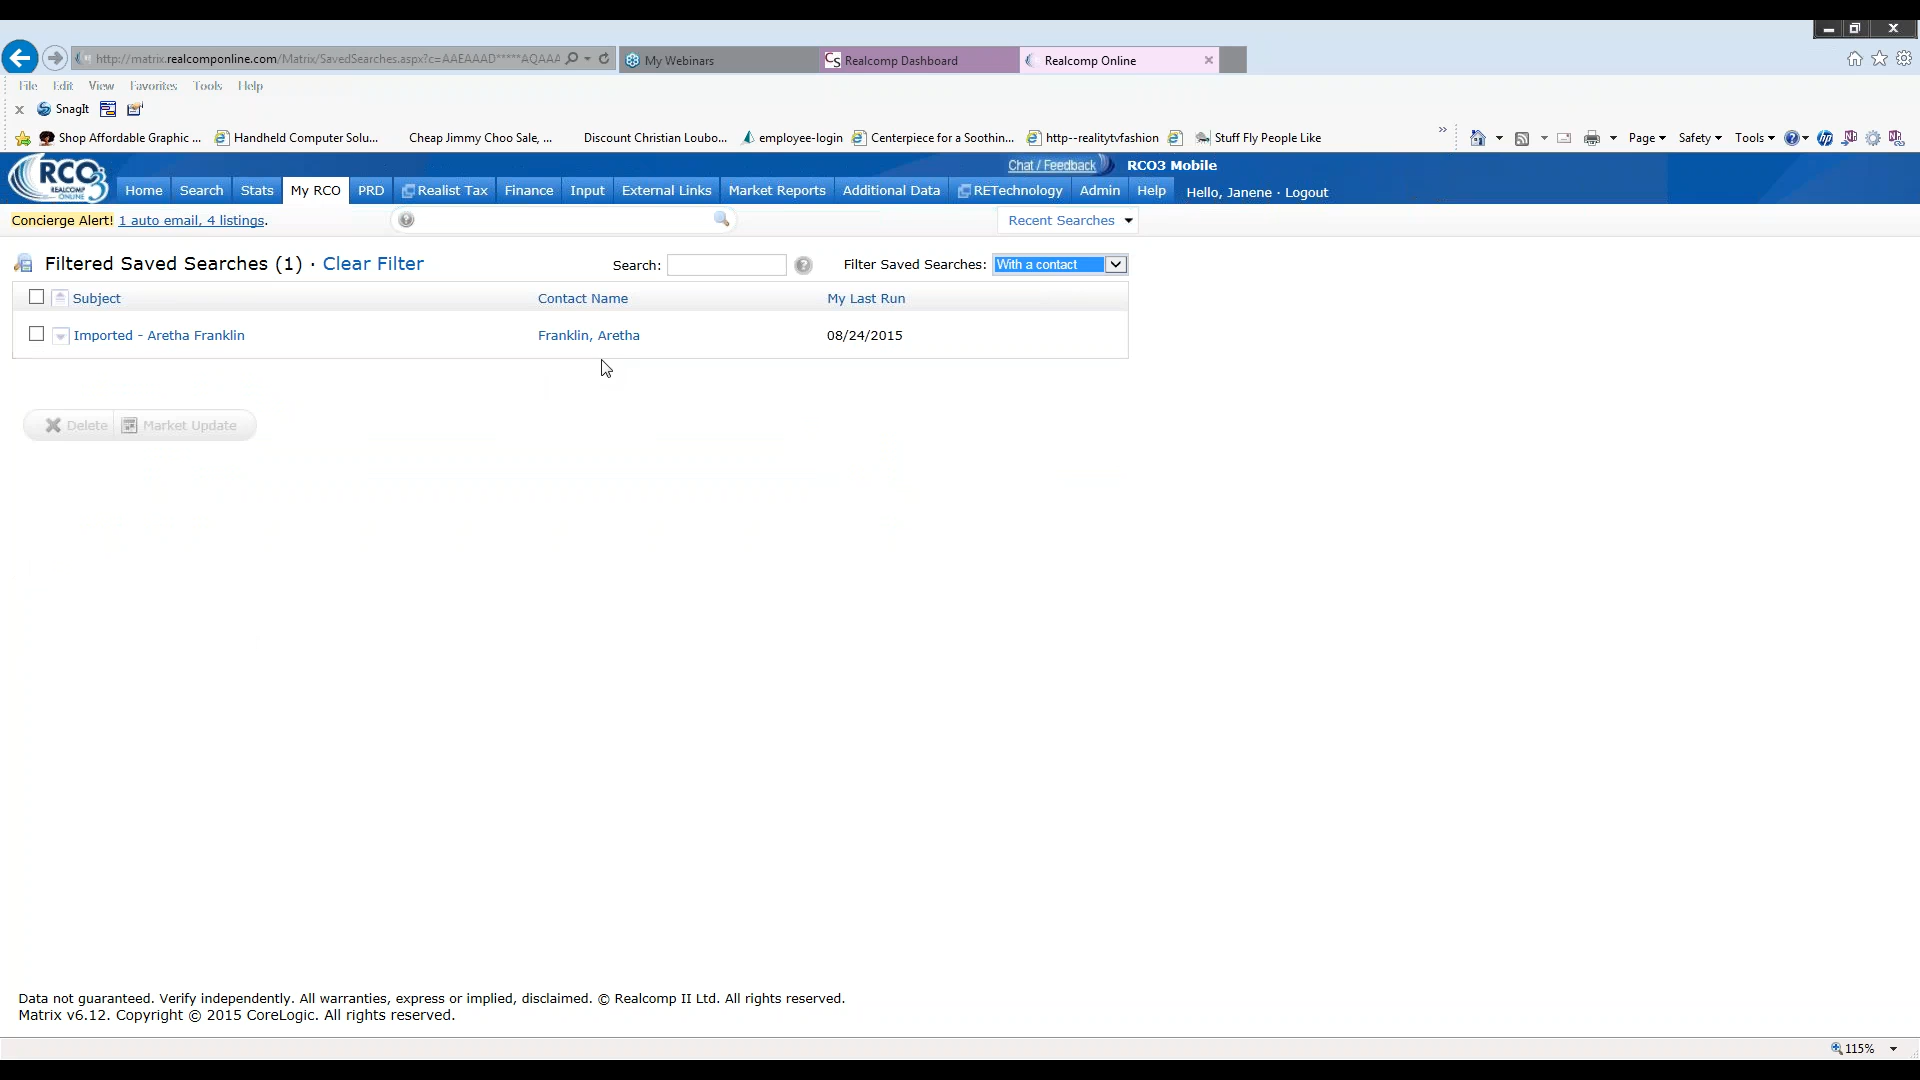 http://matrix.realcomponline.com/Matrix/SavedSearches.aspx?c=AAEAAAD*****AQAAA
My Webinars
Realcomp Dashboard
Realcomp Online
File Edit View Favorites Tools Help
SnagIt
Shop Affordable Graphic ... Handheld Computer Solu... Cheap Jimmy Choo Sale, ... Discount Christian Loubo... employee-login Centerpiece for a Soothin... http--realitytvfashion Stuff Fly People Like
Page Safety Tools
Chat / Feedback RCO3 Mobile
RCO3
REALCOMP
ONLINE
Home Search Stats My RCO PRD Realist Tax Finance Input External Links Market Reports Additional Data RETechnology Admin Help Hello, Janene · Logout
Concierge Alert! 1 auto email, 4 listings.
Recent Searches
Filtered Saved Searches (1) · Clear Filter
Search:
Filter Saved Searches: With a contact
Subject Contact Name My Last Run
Imported - Aretha Franklin Franklin, Aretha 08/24/2015
Delete Market Update
Data not guaranteed. Verify independently. All warranties, express or implied, disclaimed. © Realcomp II Ltd. All rights reserved.
Matrix v6.12. Copyright © 2015 CoreLogic. All rights reserved.
115%